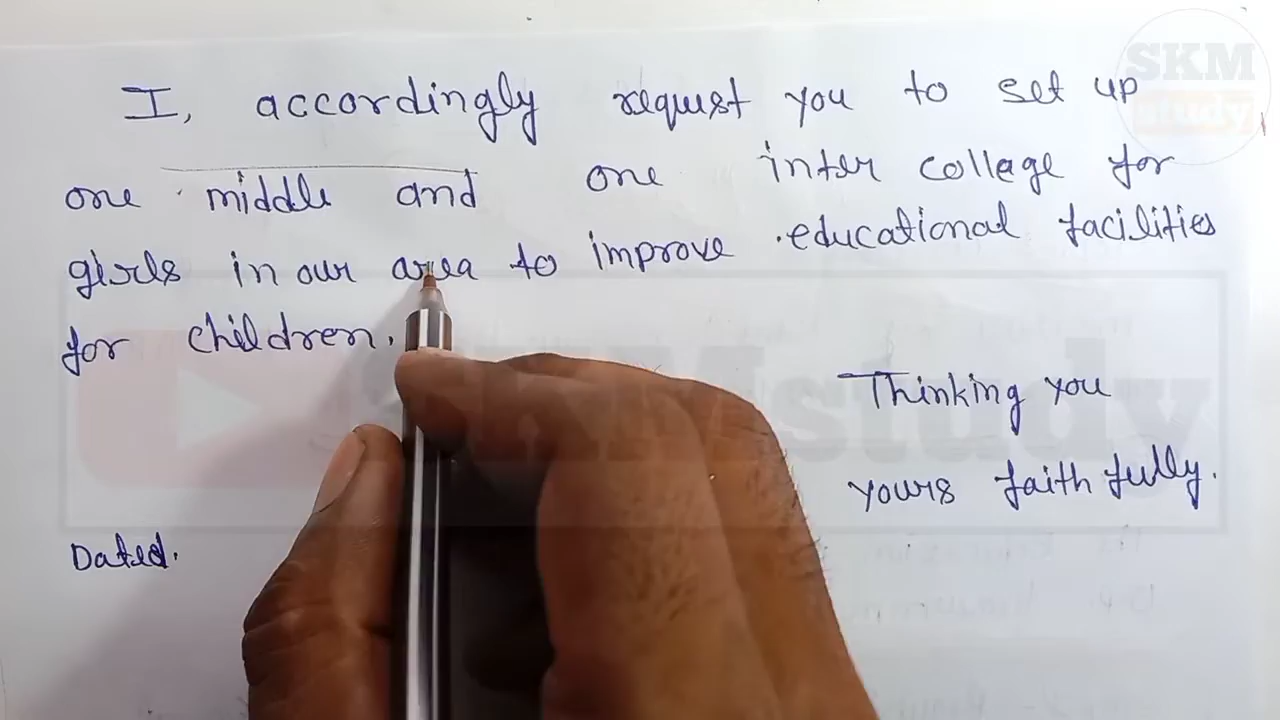 I, accordingly request you to set up
one middle and one inter collage for
girls in our area to improve educational facilities
for children.
Thinking you
yours faithfully.
Dated.
SKM
study
SKMstudy